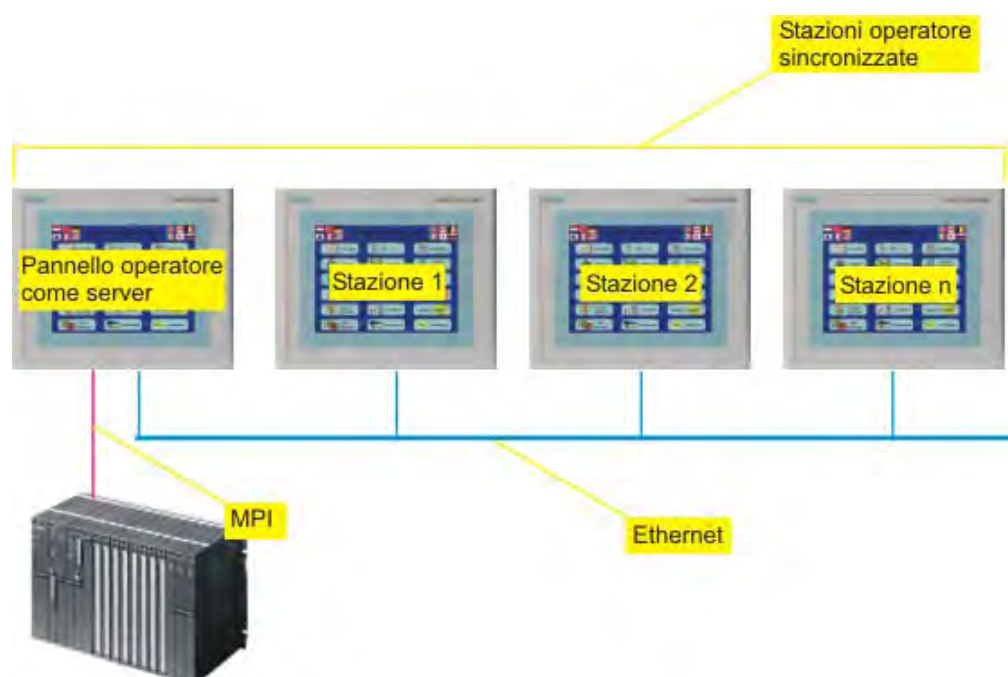 Stazioni operatore
sincronizzate
Pannello operatore
come server
Stazione 1
Stazione 2
Stazione n
MPI
Ethernet